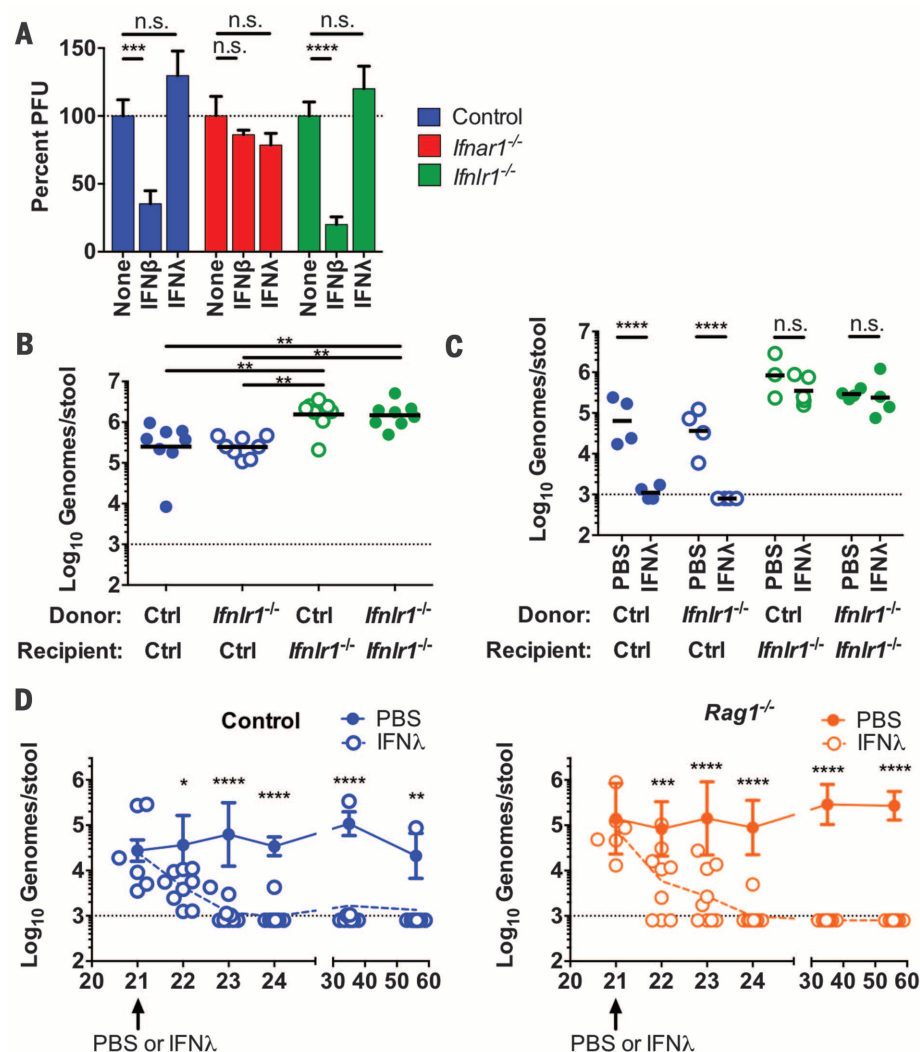 A
n.s. n.s. n.s.
*** n.s. ****
150
100
50
0
Percent PFU
None IFNβ IFNλ None IFNβ IFNλ None IFNβ IFNλ
Control
Ifnar1-/-
Ifnlr1-/-
B
**
**
**
**
7
6
5
4
3
2
Log10 Genomes/stool
Donor: Ctrl Ifnlr1-/- Ctrl Ifnlr1-/-
Recipient: Ctrl Ctrl Ifnlr1-/- Ifnlr1-/-
C
**** **** n.s. n.s.
7
6
5
4
3
2
Log10 Genomes/stool
PBS IFNλ PBS IFNλ PBS IFNλ PBS IFNλ
Donor: Ctrl Ifnlr1-/- Ctrl Ifnlr1-/-
Recipient: Ctrl Ctrl Ifnlr1-/- Ifnlr1-/-
D
Control
PBS
IFNλ
* **** **** **** **
6
5
4
3
2
Log10 Genomes/stool
20 21 22 23 24 30 40 50 60
PBS or IFNλ
Rag1-/-
PBS
IFNλ
*** **** **** **** ****
6
5
4
3
2
Log10 Genomes/stool
20 21 22 23 24 30 40 50 60
PBS or IFNλ